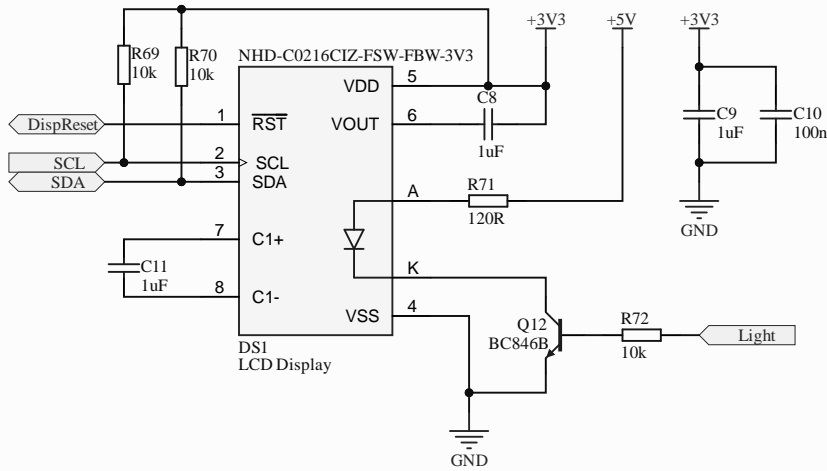 +3V3
+5V
+3V3
R69
10k
R70
10k
NHD-C0216CIZ-FSW-FBW-3V3
VDD
5
C8
1uF
VOUT
6
C9
1uF
C10
100n
DispReset
1
RST
SCL
2
SCL
SDA
3
SDA
A
R71
120R
GND
7
C1+
C11
1uF
8
C1-
K
VSS
4
Q12
BC846B
R72
10k
Light
DS1
LCD Display
GND